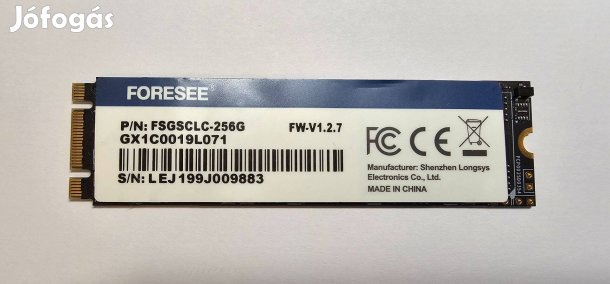 Jófogás
FORESEE
P/N: FSGSCLC-256G FW-V1.2.7
GX1C0019L071
S/N: LEJ199J009883
FC CE
Manufacturer: Shenzhen Longsys
Electronics Co., Ltd.
MADE IN CHINA